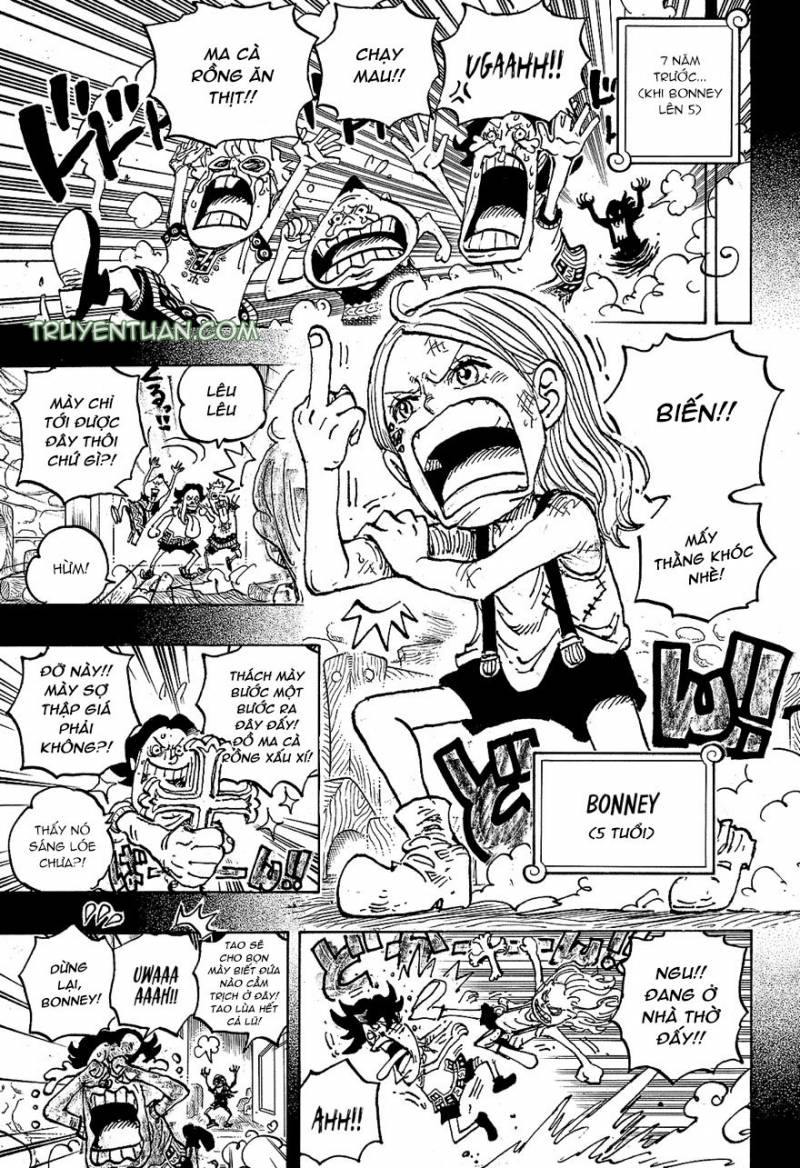 7 NĂM
TRƯỚC...
(KHI BONNEY
LÊN 5)
UGAAHH!!
CHẠY
MAU!!
MA CÀ
RỒNG ĂN
THỊT!!
TRUYENTUAN.COM
BIẾN!!
MẤY
THẰNG KHÓC
NHÈ!
BONNEY
(5 TUỔI)
LÊU
LÊU
MÀY CHỈ
TỚI ĐƯỢC
ĐÂY THÔI
CHỨ GÌ?!
HỪM!
THÁCH MÀY
BƯỚC MỘT
BƯỚC RA
ĐÂY ĐẤY!
ĐỒ MA CÀ
RỒNG XẤU XÍ!
ĐỠ NÀY!!
MÀY SỢ
THẬP GIÁ
PHẢI
KHÔNG?!
THẤY NÓ
SÁNG LÓE
CHƯA?!
NGU!!
ĐANG Ở
NHÀ THỜ
ĐẤY!!
AHH!!
TAO SẼ
CHO BỌN
MÀY BIẾT ĐỨA
NÀO CẦM
TRỊCH Ở ĐÂY!
TAO LÙA HẾT
CẢ LŨ!
UWAAA
AAAH!!
DỪNG
LẠI,
BONNEY!